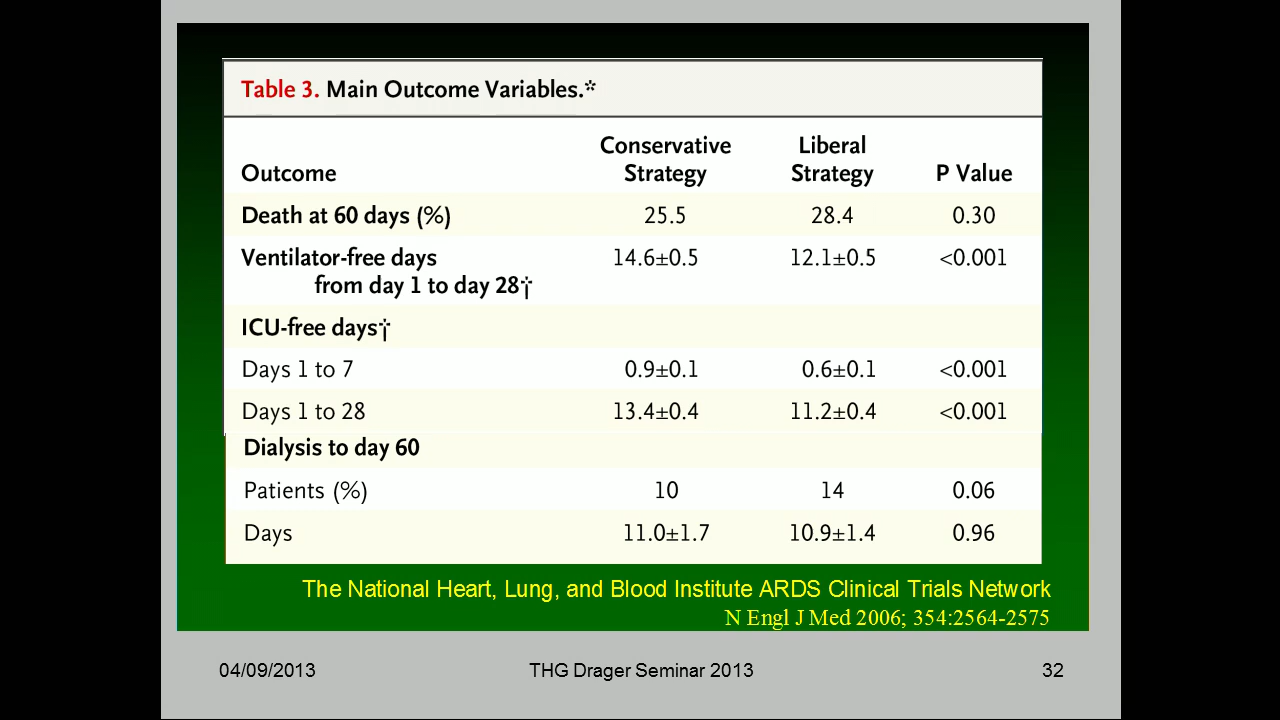 Table 3. Main Outcome Variables.*
Conservative Liberal
Outcome Strategy Strategy P Value
Death at 60 days (%) 25.5 28.4 0.30
Ventilator-free days 14.6±0.5 12.1±0.5 <0.001
from day 1 to day 28†
ICU-free days†
Days 1 to 7 0.9±0.1 0.6±0.1 <0.001
Days 1 to 28 13.4±0.4 11.2±0.4 <0.001
Dialysis to day 60
Patients (%) 10 14 0.06
Days 11.0±1.7 10.9±1.4 0.96
The National Heart, Lung, and Blood Institute ARDS Clinical Trials Network
N Engl J Med 2006; 354:2564-2575
04/09/2013 THG Drager Seminar 2013 32